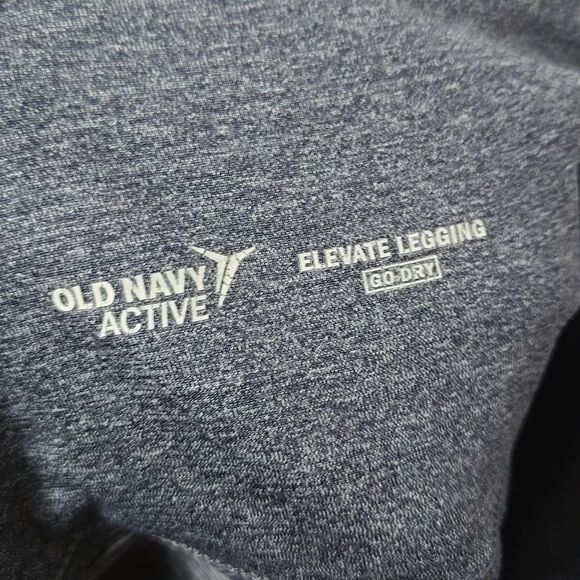 OLD NAVY
ACTIVE
ELEVATE LEGGING
GO-DRY